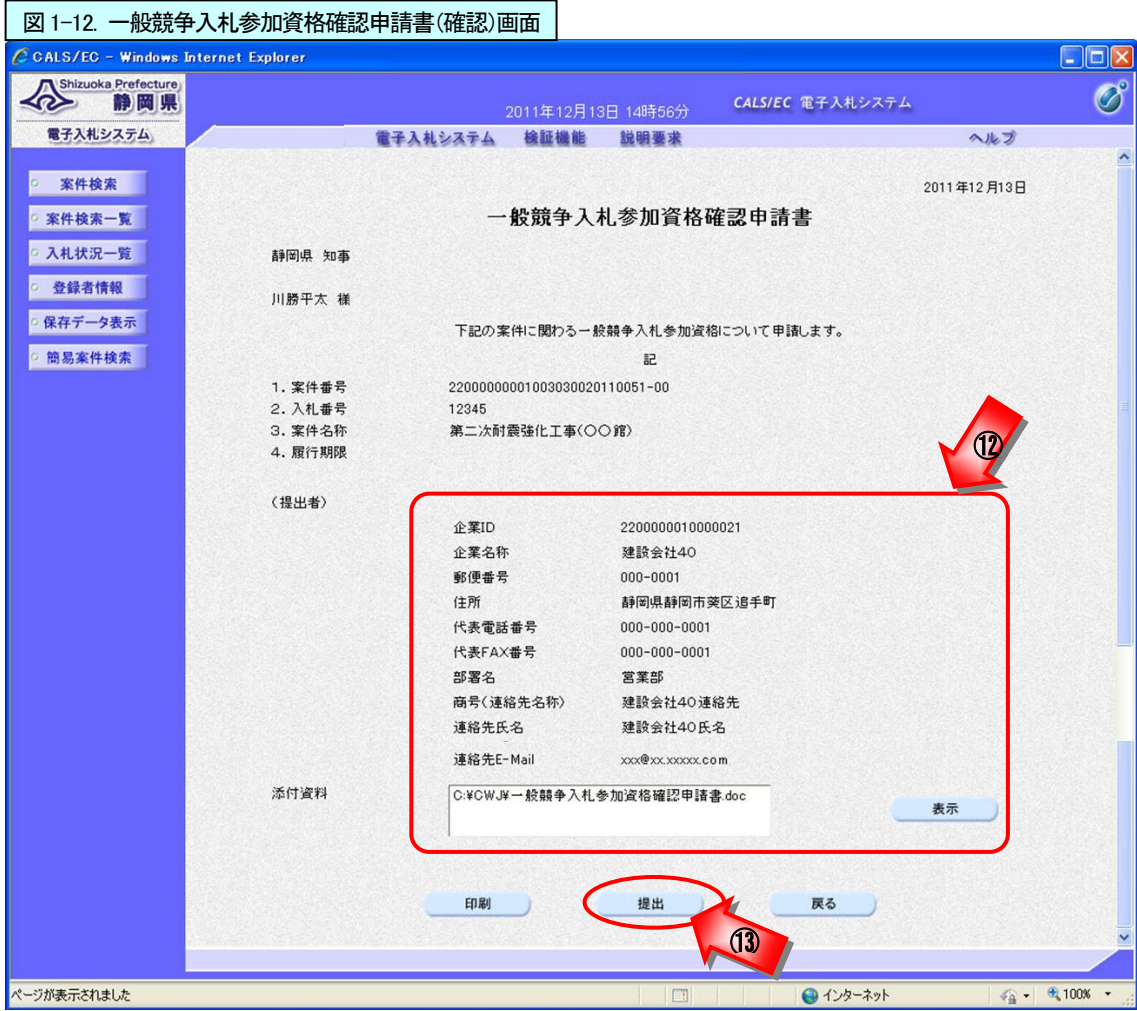 図 1-12. 一般競争入札参加資格確認申請書(確認)画面
CALS/EC - Windows Internet Explorer
Shizuoka Prefecture
静岡県
2011年12月13日 14時56分
CALS/EC 電子入札システム
電子入札システム
電子入札システム 検証機能 説明要求 ヘルプ
案件検索
案件検索一覧
入札状況一覧
登録者情報
保存データ表示
簡易案件検索
2011年12月13日
一般競争入札参加資格確認申請書
静岡県 知事
川勝平太 様
下記の案件に関わる一般競争入札参加資格について申請します。
記
1. 案件番号 22000000001003030020110051-00
2. 入札番号 12345
3. 案件名称 第二次耐震強化工事(〇〇館)
4. 履行期限
⑫
(提出者)
企業ID 2200000010000021
企業名称 建設会社40
郵便番号 000-0001
住所 静岡県静岡市葵区追手町
代表電話番号 000-000-0001
代表FAX番号 000-000-0001
部署名 営業部
商号(連絡先名称) 建設会社40連絡先
連絡先氏名 建設会社40氏名
連絡先E-Mail xxx@xx.xxxxx.com
添付資料 C:¥CWJ¥一般競争入札参加資格確認申請書.doc
表示
印刷 提出 戻る
⑬
ページが表示されました インターネット 100%